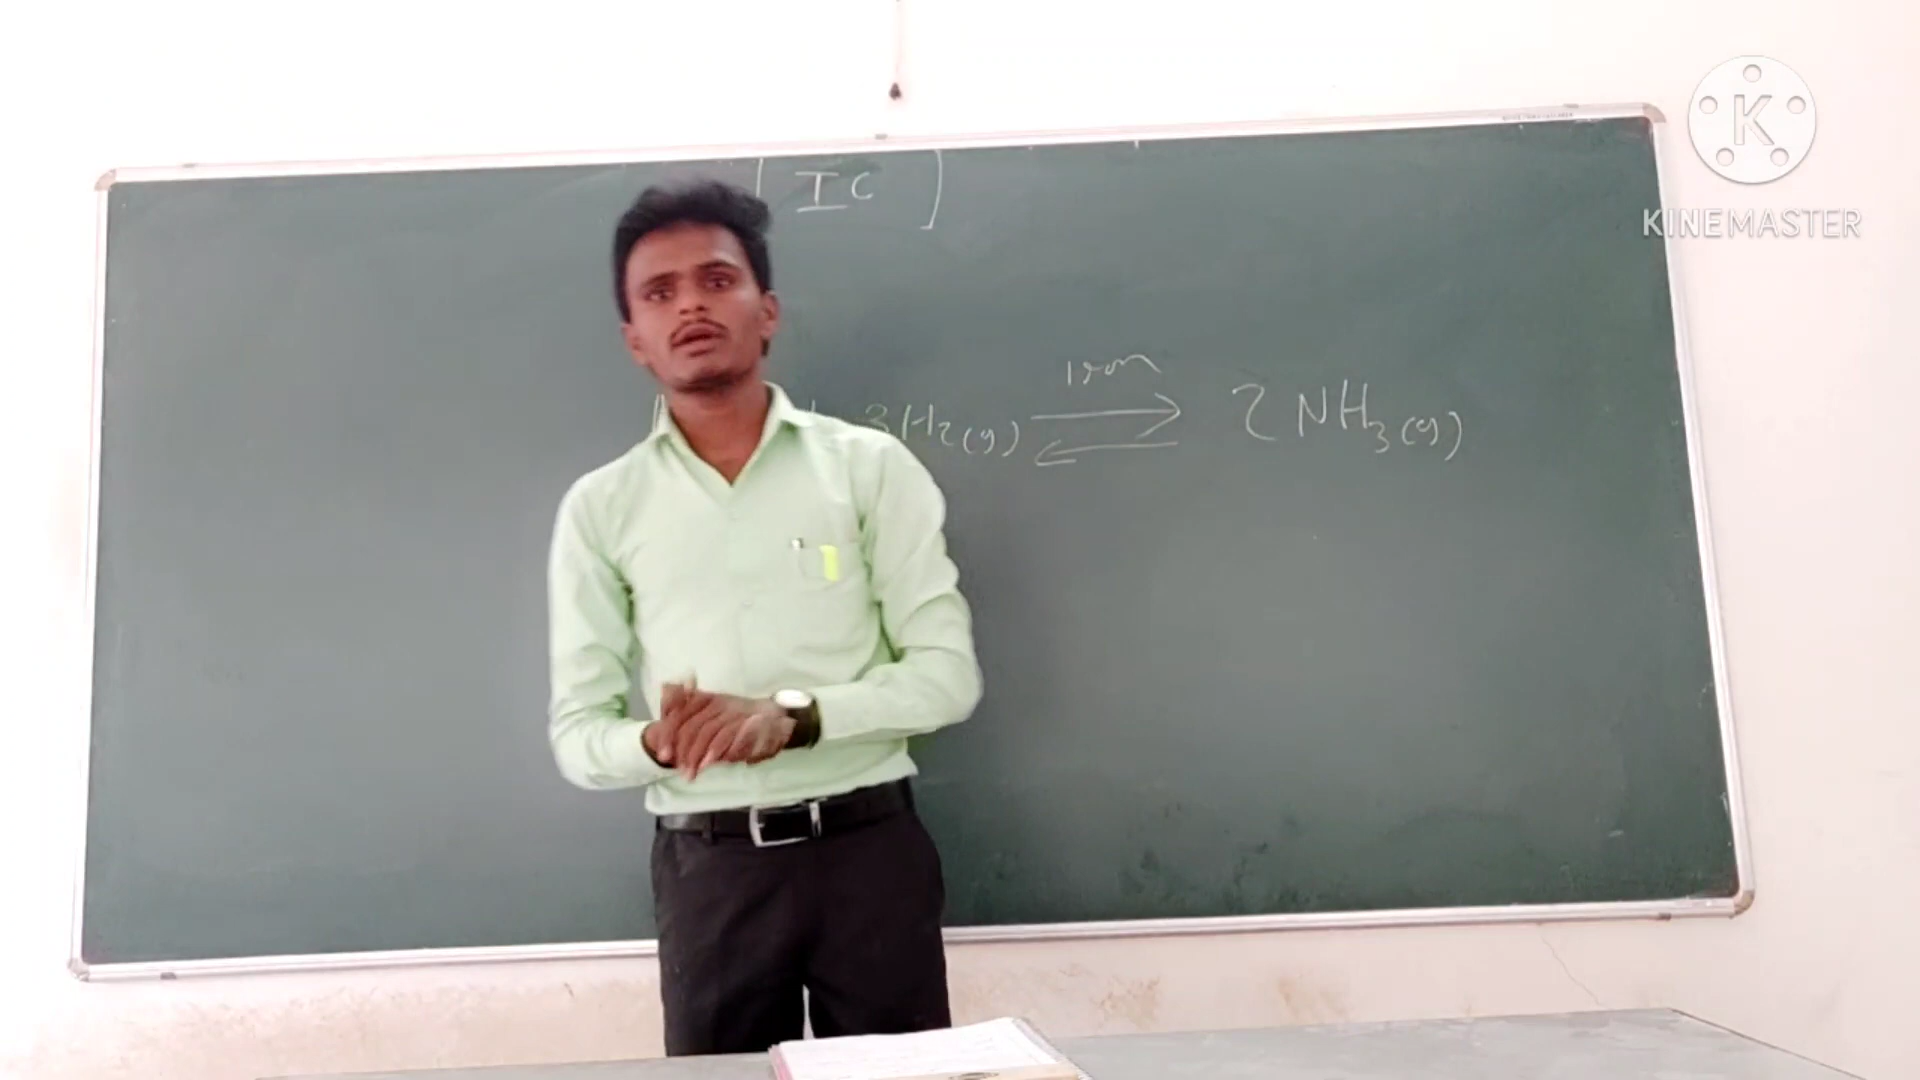 [ IC ]
K
KINEMASTER
iron
3H2(g) ⇌ 2NH3(g)